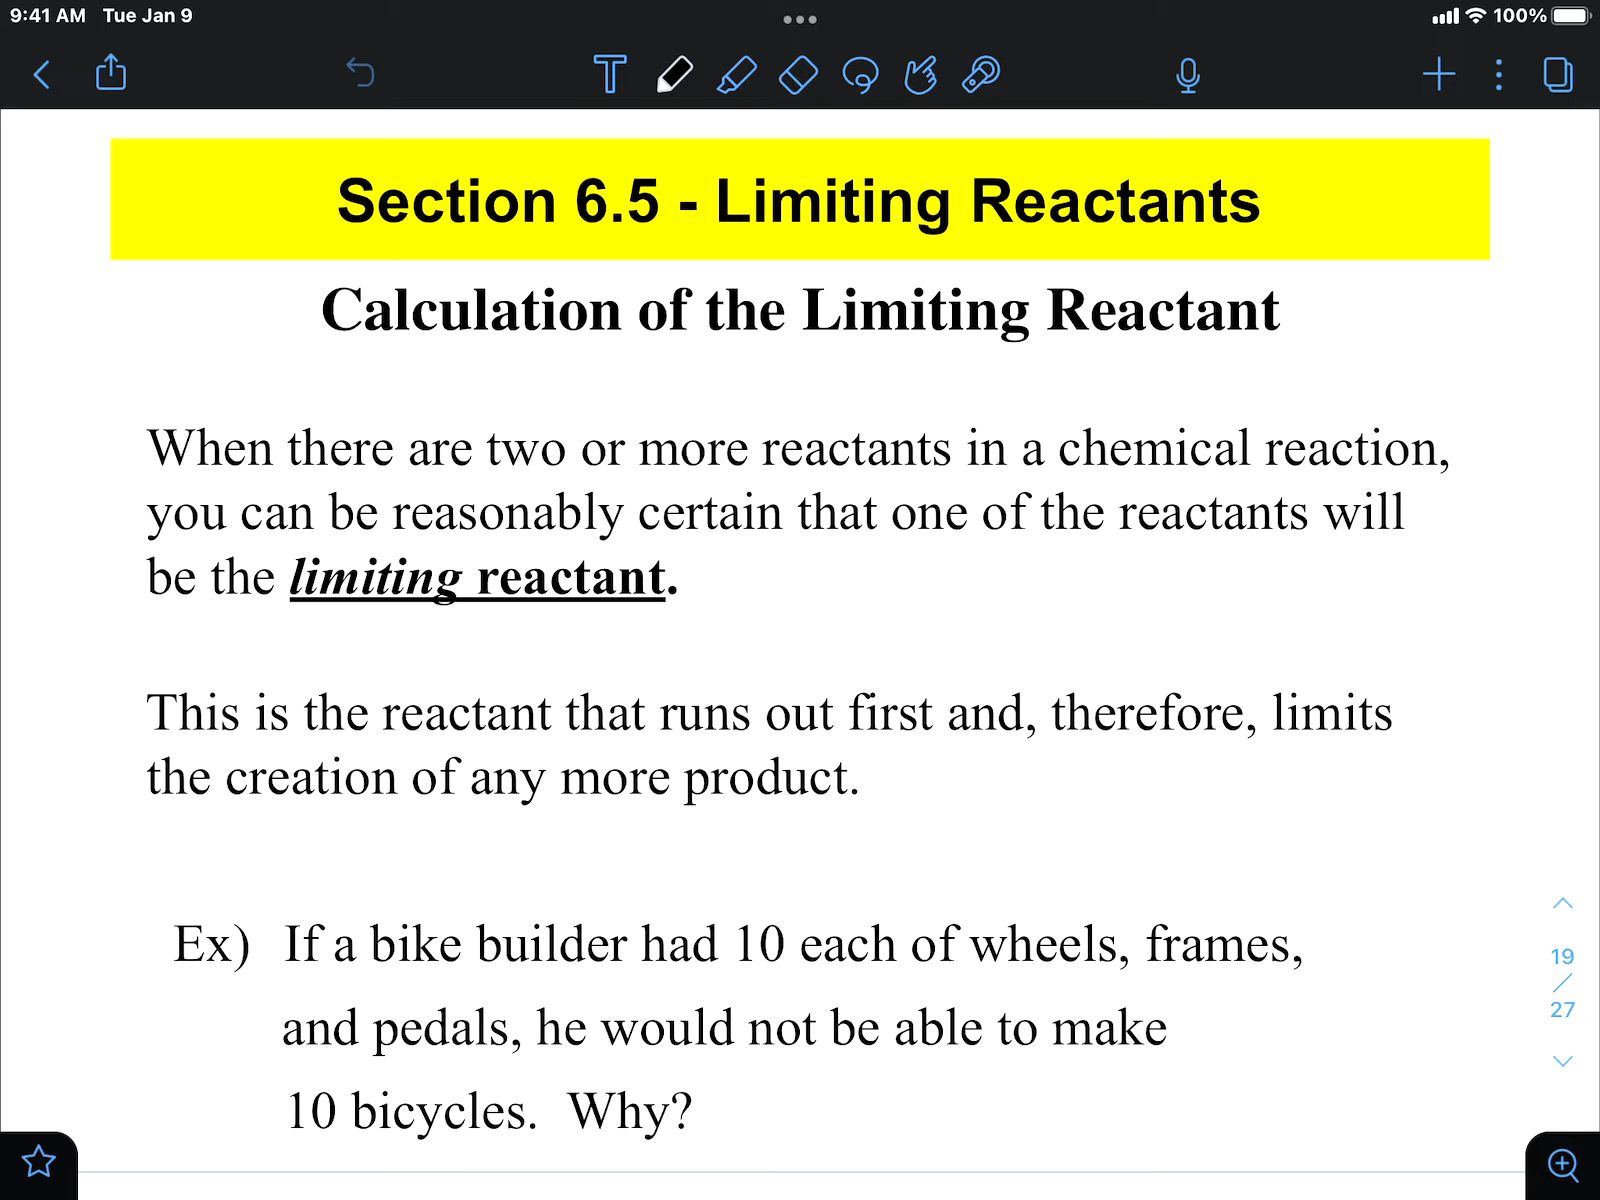 9:41 AM Tue Jan 9
100%
Section 6.5 - Limiting Reactants
Calculation of the Limiting Reactant
When there are two or more reactants in a chemical reaction,
you can be reasonably certain that one of the reactants will
be the limiting reactant.
This is the reactant that runs out first and, therefore, limits
the creation of any more product.
Ex) If a bike builder had 10 each of wheels, frames,
and pedals, he would not be able to make
10 bicycles. Why?
19
/
27